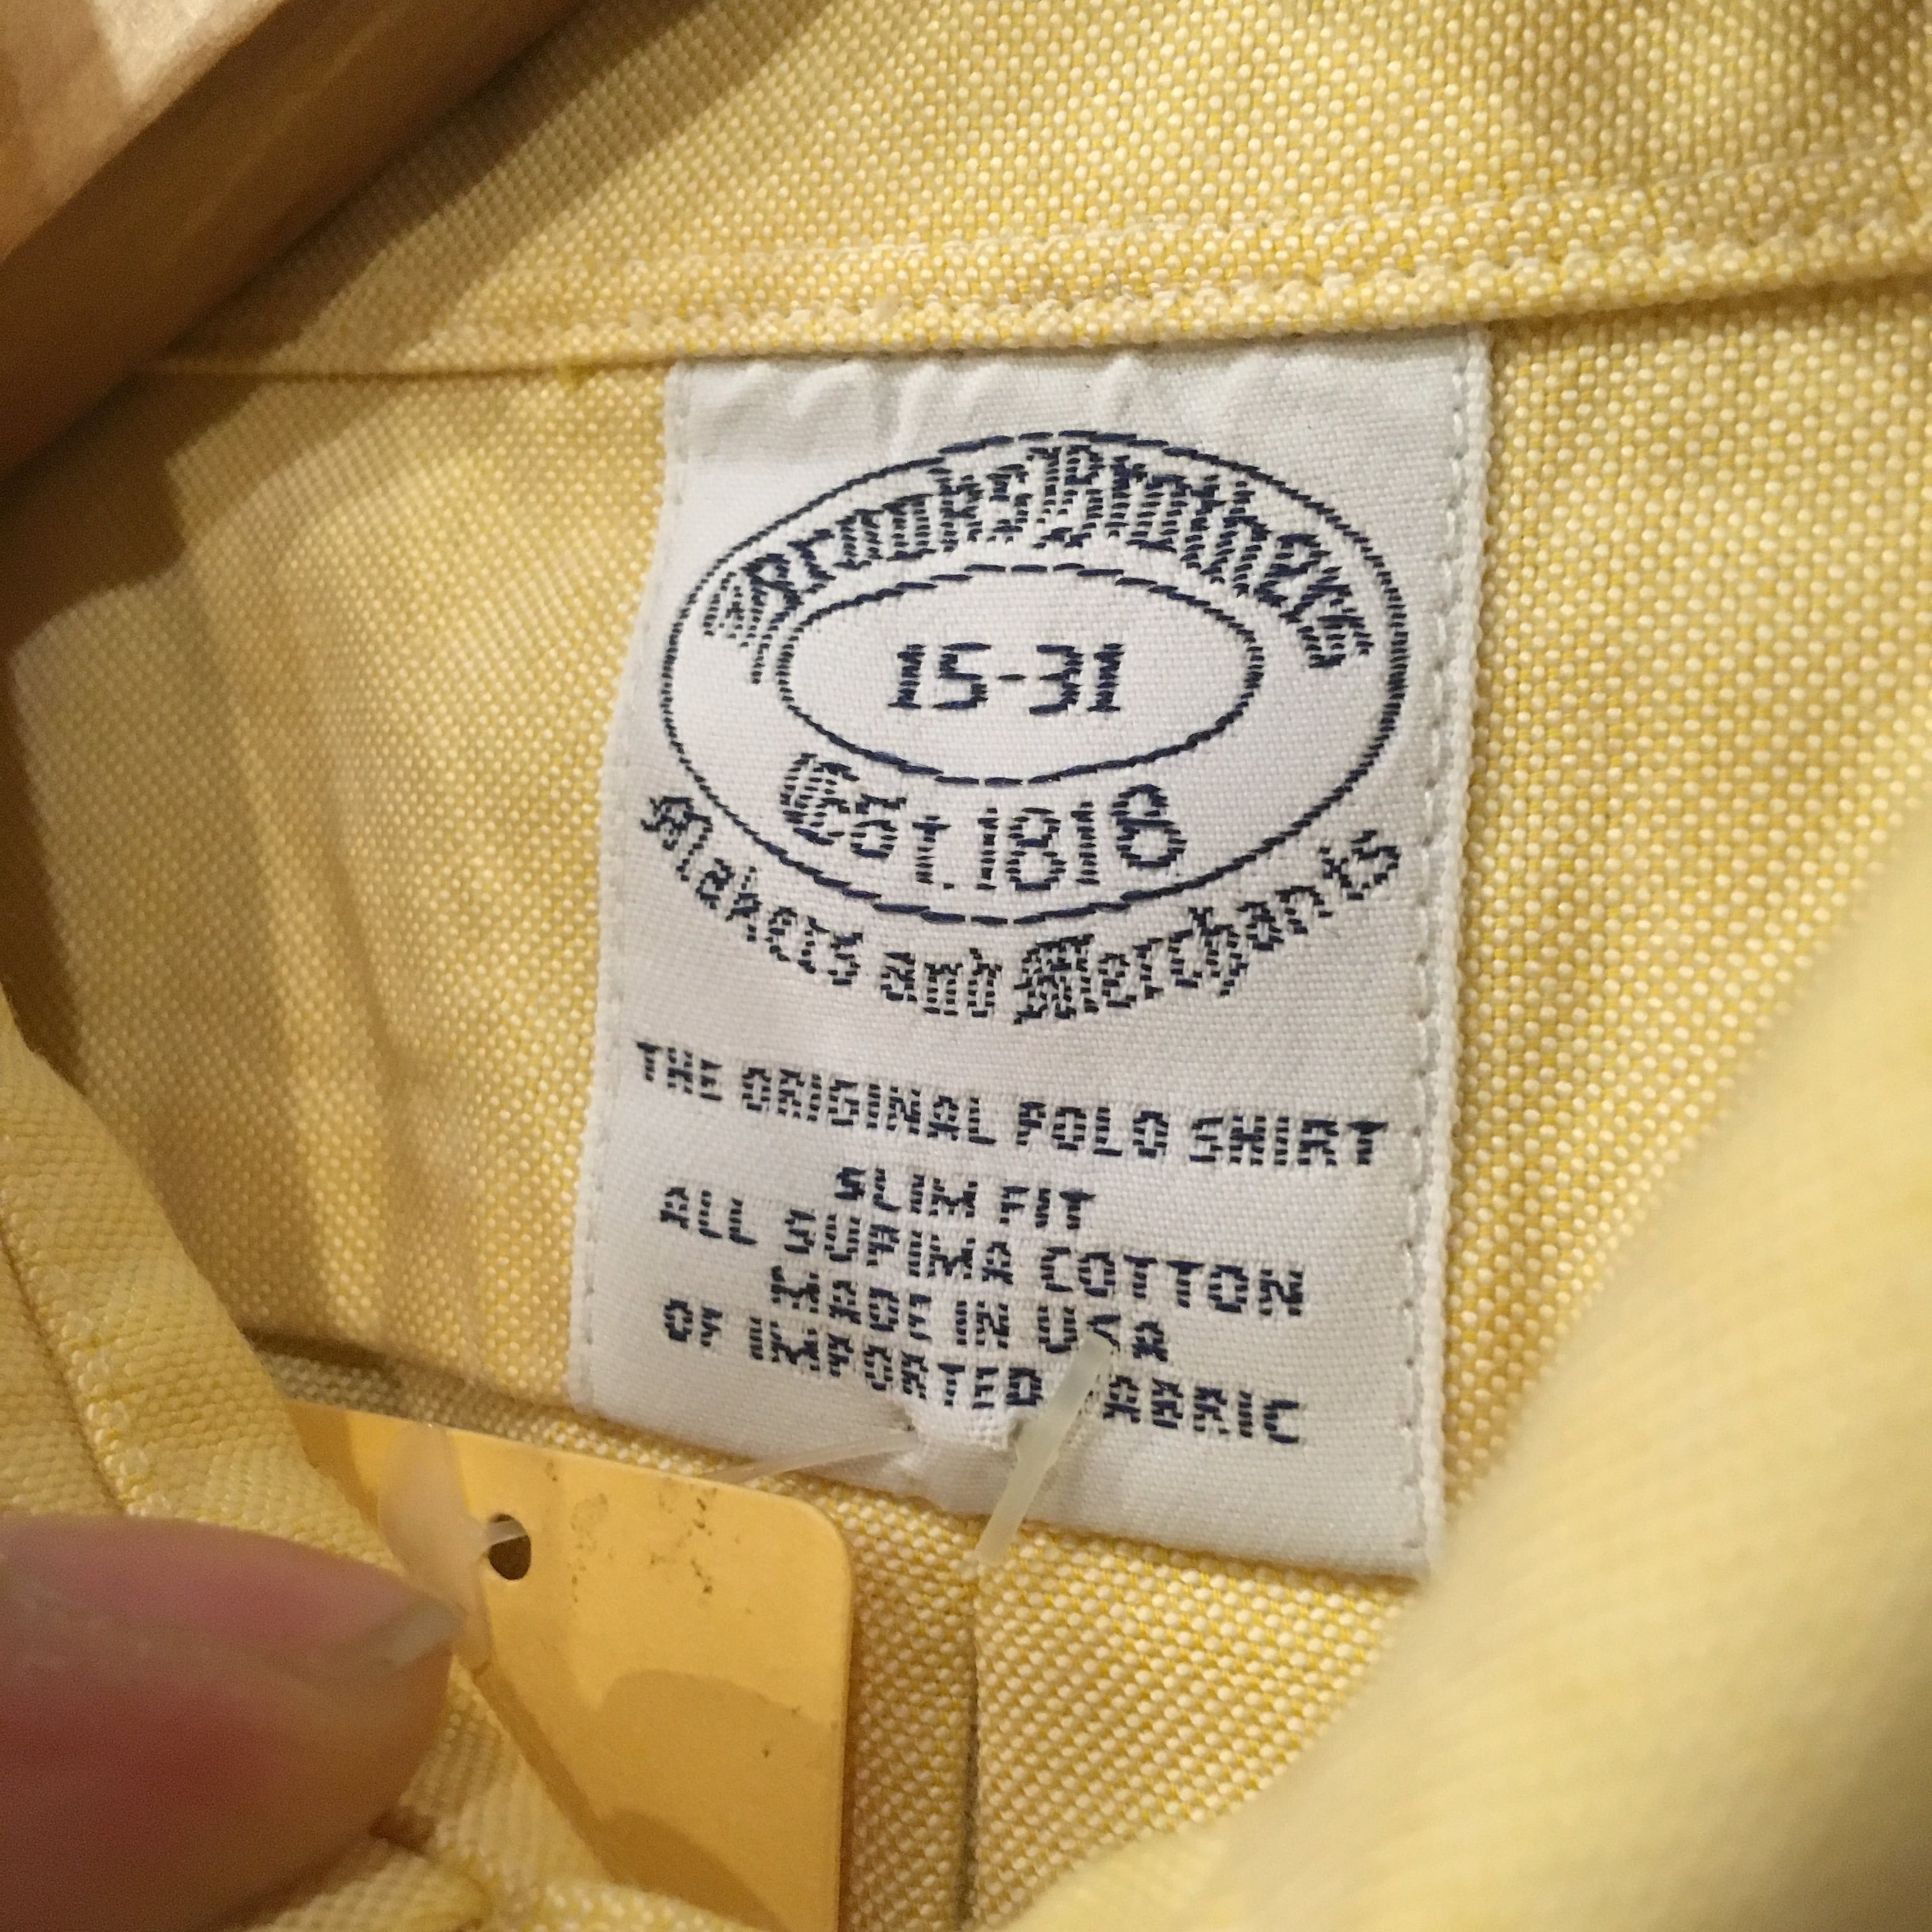 Brooks Brothers
15-31
Est. 1818
Makers and Merchants
THE ORIGINAL POLO SHIRT
SLIM FIT
ALL SUPIMA COTTON
MADE IN USA
OF IMPORTED FABRIC